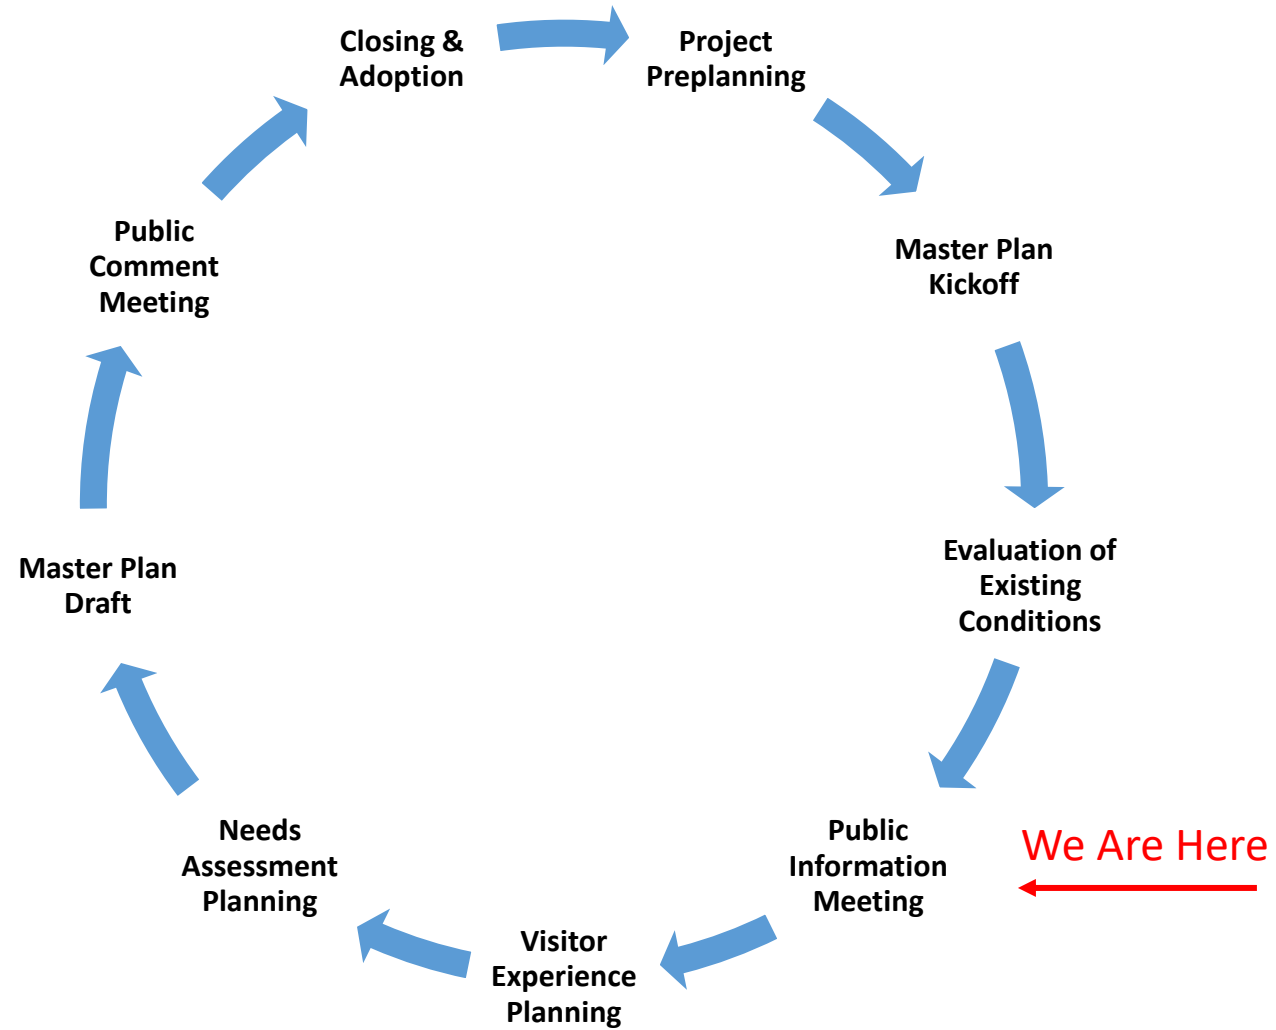 Closing &
Adoption
Project
Preplanning
Master Plan
Kickoff
Evaluation of
Existing
Conditions
Public
Information
Meeting
We Are Here
Visitor
Experience
Planning
Needs
Assessment
Planning
Master Plan
Draft
Public
Comment
Meeting